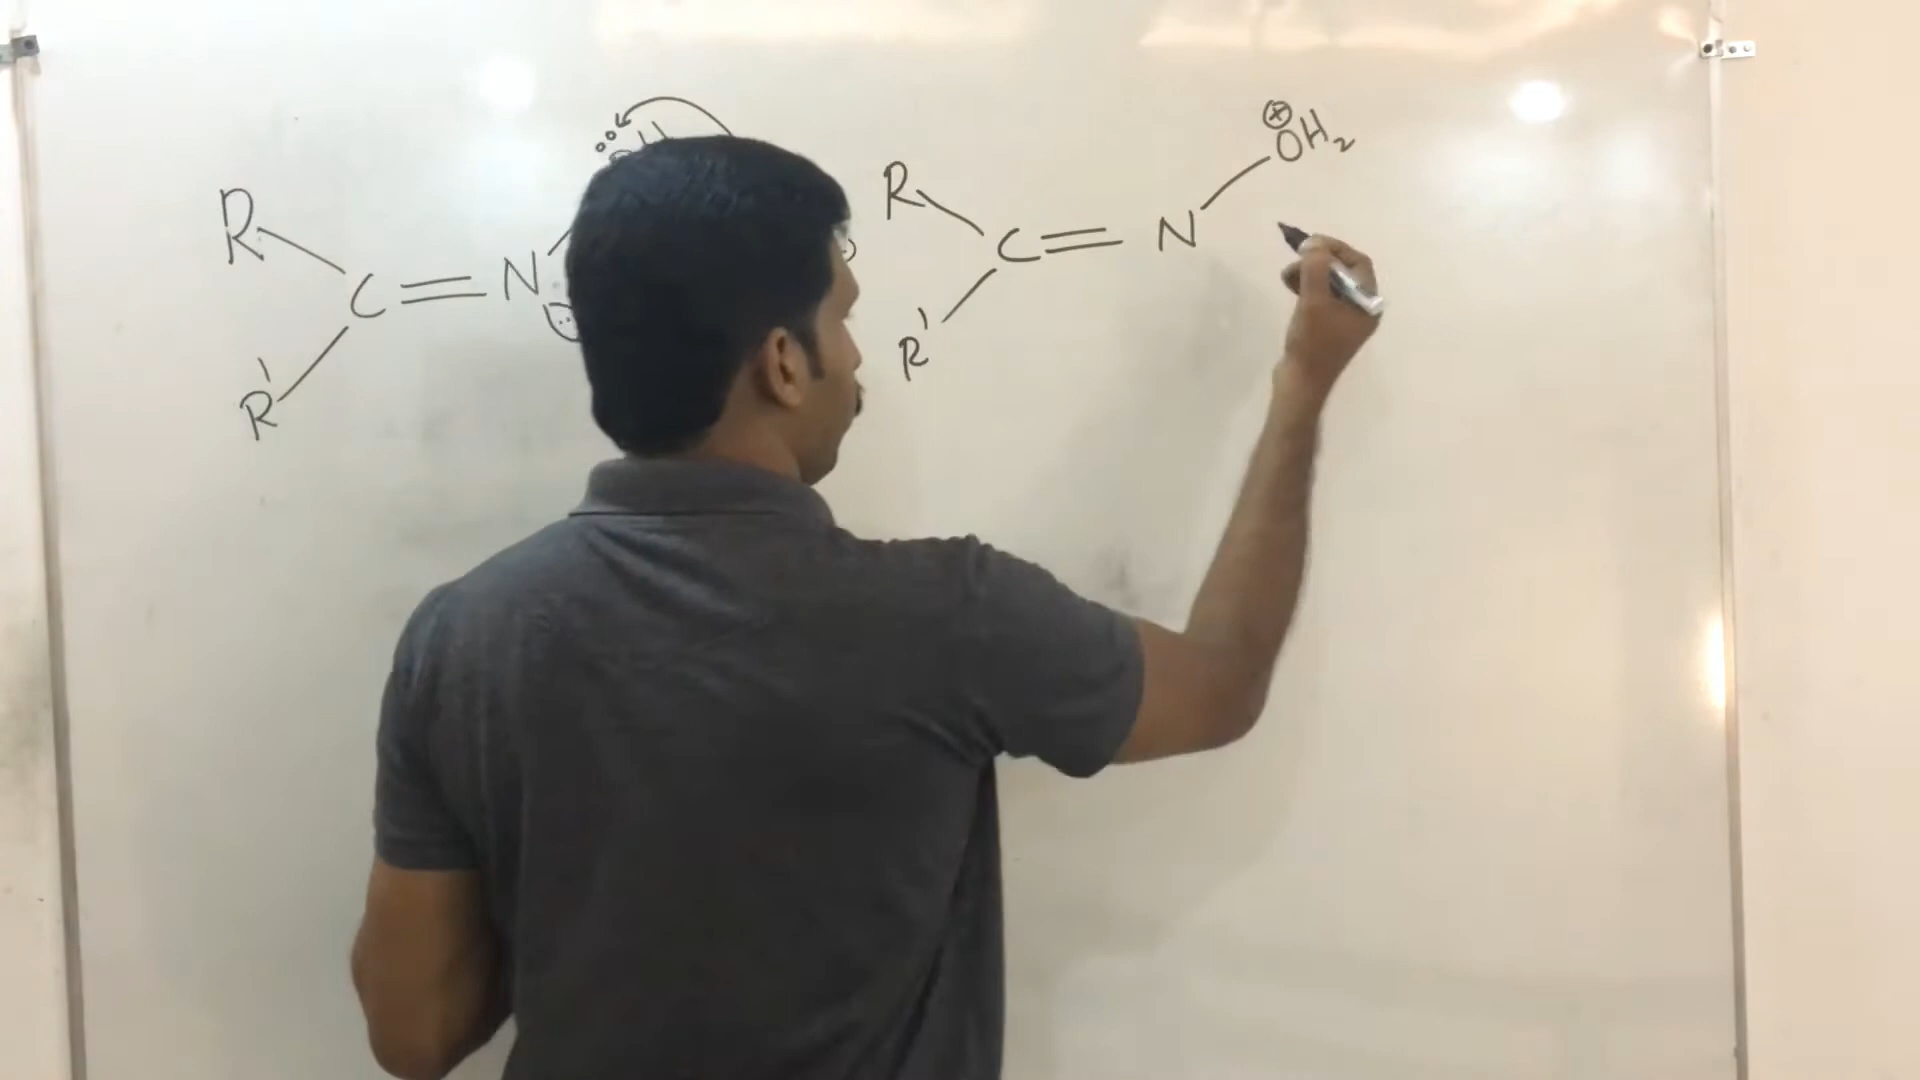 R
C=N
R'
⊕
R OH₂
C=N
R'